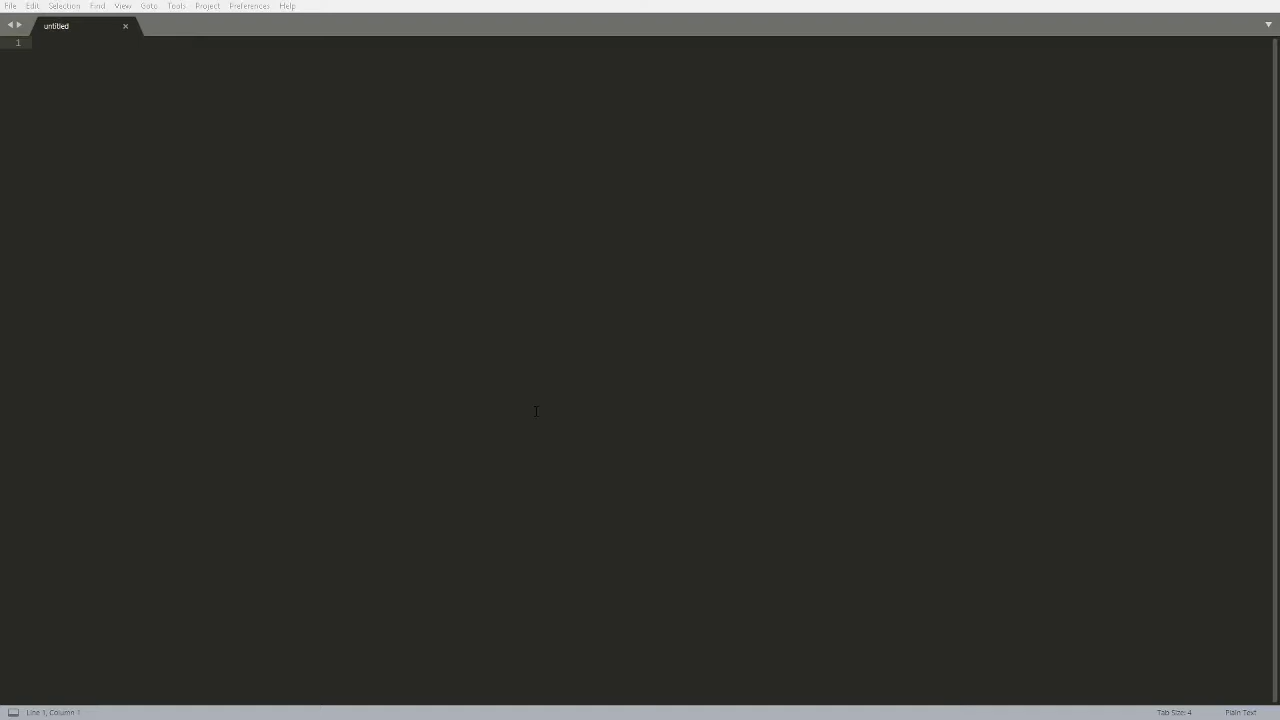 File Edit Selection Find View Goto Tools Project Preferences Help
untitled
1
Line 1, Column 1 Tab Size: 4 Plain Text